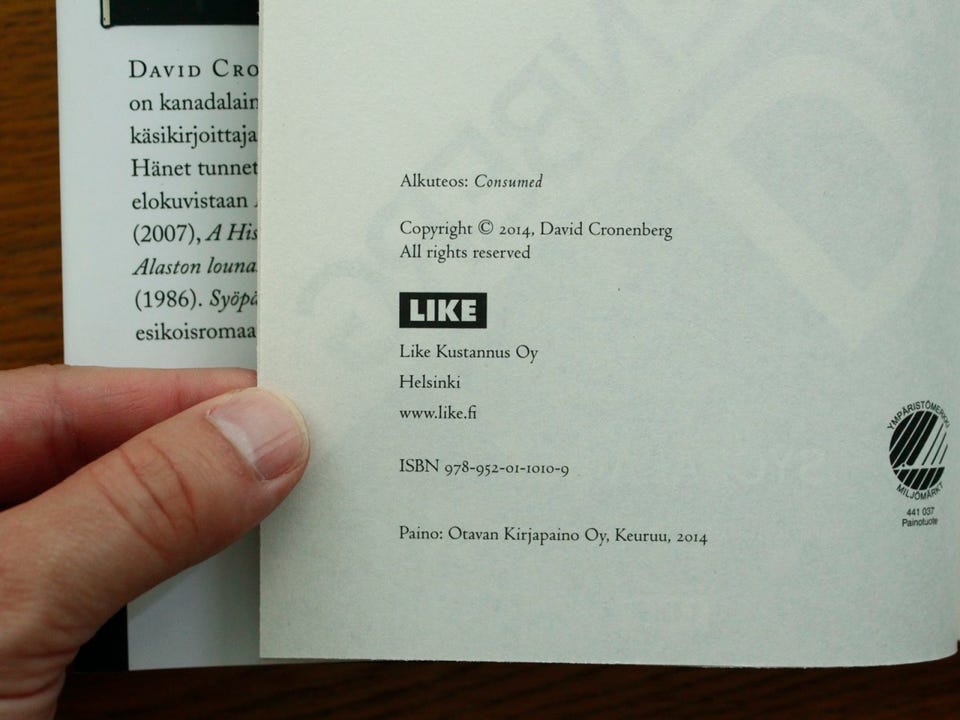 DAVID CRO
on kanadalain
käsikirjoittaja
Hänet tunnet
elokuvistaan
(2007), A His
Alaston louna
(1986). Syöpä
esikoisromaa
Alkuteos: Consumed
Copyright © 2014, David Cronenberg
All rights reserved
LIKE
Like Kustannus Oy
Helsinki
www.like.fi
ISBN 978-952-01-1010-9
Paino: Otavan Kirjapaino Oy, Keuruu, 2014
YMPÄRISTÖMERKKI
MILJÖMÄRKT
441 037
Painotuote